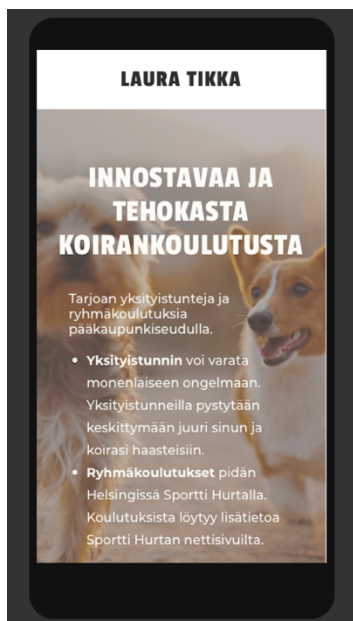 LAURA TIKKA
INNOSTAVAA JA
TEHOKASTA
KOIRANKOULUTUSTA
Tarjoan yksityistunteja ja
ryhmäkoulutuksia
pääkaupunkiseudulla.
• Yksityistunnin voi varata
monenlaiseen ongelmaan.
Yksityistunneilla pystytään
keskittymään juuri sinun ja
koirasi haasteisiin.
• Ryhmäkoulutukset pidän
Helsingissä Sportti Hurtalla.
Koulutuksista löytyy lisätietoa
Sportti Hurtan nettisivuilta.